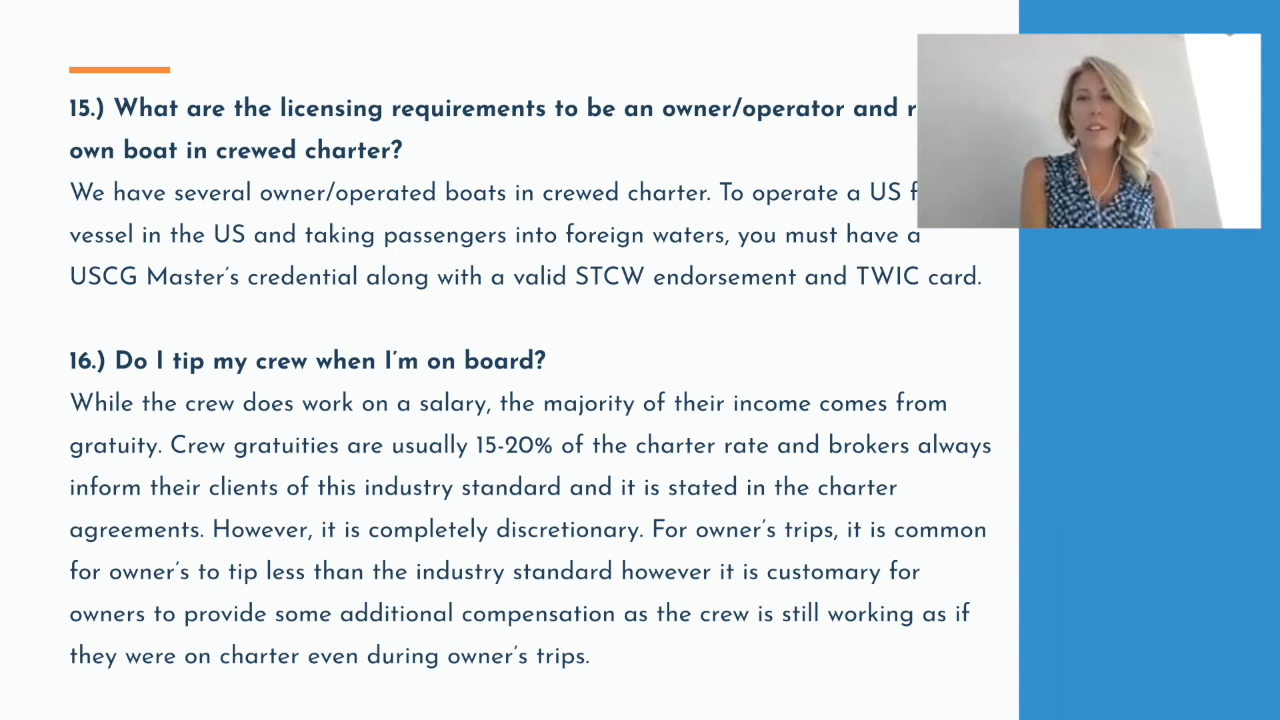 15.) What are the licensing requirements to be an owner/operator and
own boat in crewed charter?
We have several owner/operated boats in crewed charter. To operate a US
vessel in the US and taking passengers into foreign waters, you must have a
USCG Master's credential along with a valid STCW endorsement and TWIC card.
16.) Do I tip my crew when I'm on board?
While the crew does work on a salary, the majority of their income comes from
gratuity. Crew gratuities are usually 15-20% of the charter rate and brokers always
inform their clients of this industry standard and it is stated in the charter
agreements. However, it is completely discretionary. For owner's trips, it is common
for owner's to tip less than the industry standard however it is customary for
owners to provide some additional compensation as the crew is still working as if
they were on charter even during owner's trips.